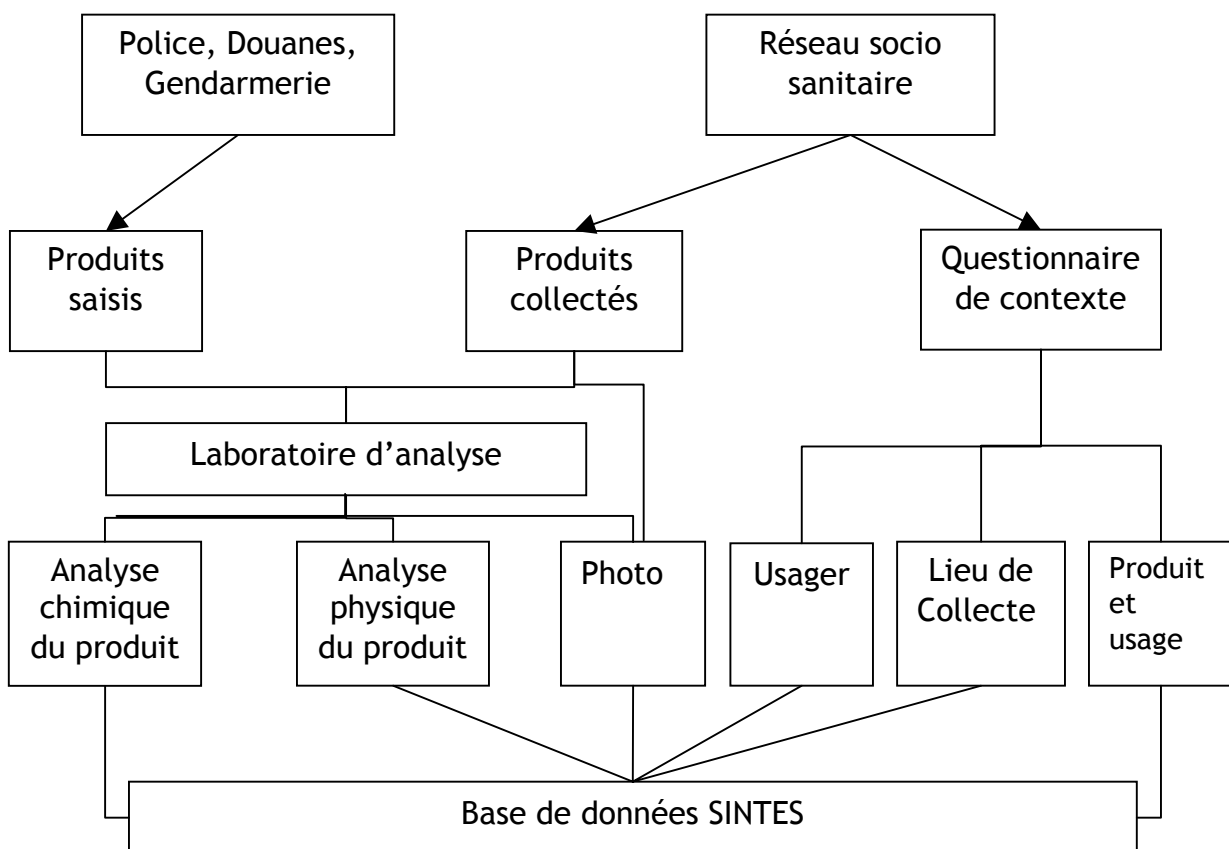 Police, Douanes,
Gendarmerie
Réseau socio
sanitaire
Produits
saisis
Produits
collectés
Questionnaire
de contexte
Laboratoire d’analyse
Analyse
chimique
du produit
Analyse
physique
du produit
Photo
Usager
Lieu de
Collecte
Produit
et
usage
Base de données SINTES